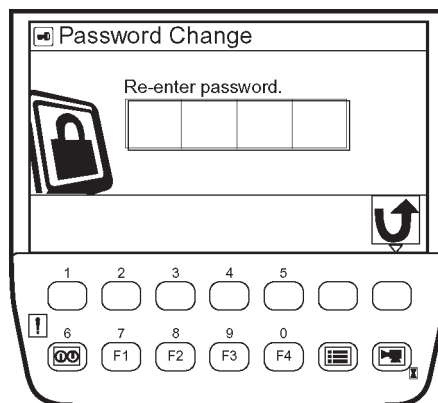 Password Change
Re-enter password.
1 2 3 4 5
! 6 7 8 9 0
F1 F2 F3 F4